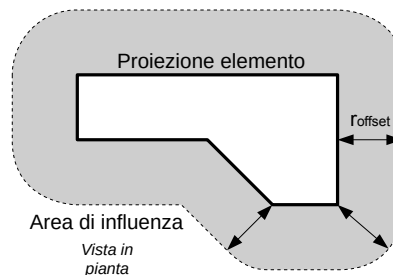 Proiezione elemento
roffset
Area di influenza
Vista in
pianta